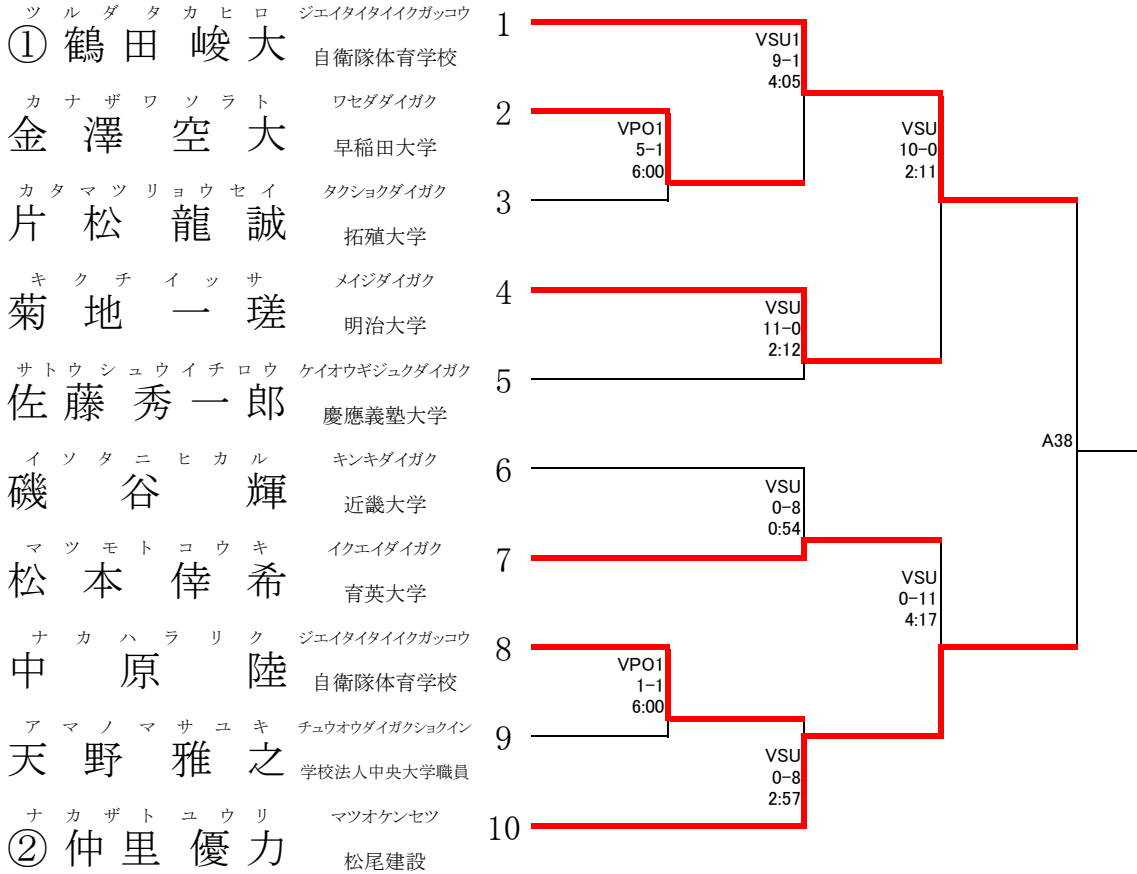 ツルダタカヒロ ジエイタイタイイクガッコウ
① 鶴田峻大 自衛隊体育学校 1
カナザワソラト ワセダダイガク
金澤空大 早稲田大学 2
カタマツリョウセイ タクショクダイガク
片松龍誠 拓殖大学 3
キクチイッサ メイジダイガク
菊地一瑳 明治大学 4
サトウシュウイチロウ ケイオウギジュクダイガク
佐藤秀一郎 慶應義塾大学 5
イソタニヒカル キンキダイガク
磯谷輝 近畿大学 6
マツモトコウキ イクエイダイガク
松本倖希 育英大学 7
ナカハラリク ジエイタイタイイクガッコウ
中原陸 自衛隊体育学校 8
アマノマサユキ チュウオウダイガクショクイン
天野雅之 学校法人中央大学職員 9
ナカザトユウリ マツオケンセツ
② 仲里優力 松尾建設 10
VPO1
5-1
6:00
VPO1
1-1
6:00
VSU1
9-1
4:05
VSU
11-0
2:12
VSU
0-8
0:54
VSU
0-8
2:57
VSU
10-0
2:11
VSU
0-11
4:17
A38